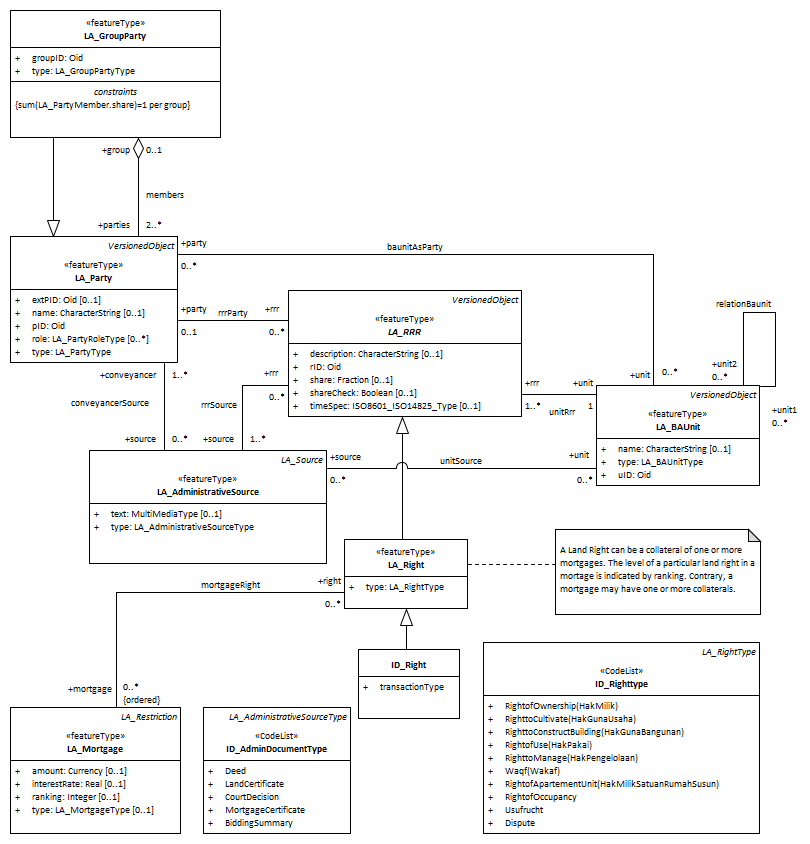 «featureType»
LA_GroupParty
+ groupID: Oid
+ type: LA_GroupPartyType
constraints
{sum(LA_PartyMember.share)=1 per group}
+group
0..1
members
+parties
2..*
VersionedObject
«featureType»
LA_Party
+ extPID: Oid [0..1]
+ name: CharacterString [0..1]
+ pID: Oid
+ role: LA_PartyRoleType [0..*]
+ type: LA_PartyType
+party
0..*
baunitAsParty
+unit
0..*
+party
0..1
rrrParty
+rrr
0..*
VersionedObject
«featureType»
LA_RRR
+ description: CharacterString [0..1]
+ rID: Oid
+ share: Fraction [0..1]
+ shareCheck: Boolean [0..1]
+ timeSpec: ISO8601_ISO14825_Type [0..1]
relationBaunit
+unit2
0..*
+unit1
0..*
+rrr
1..*
unitRrr
+unit
1
VersionedObject
«featureType»
LA_BAUnit
+ name: CharacterString [0..1]
+ type: LA_BAUnitType
+ uID: Oid
+conveyancer
1..*
conveyancerSource
+source
0..*
+rrr
0..*
rrrSource
+source
1..*
LA_Source
«featureType»
LA_AdministrativeSource
+ text: MultiMediaType [0..1]
+ type: LA_AdministrativeSourceType
+source
0..*
unitSource
+unit
0..*
«featureType»
LA_Right
+ type: LA_RightType
A Land Right can be a collateral of one or more
mortgages. The level of a particular land right in a
mortage is indicated by ranking. Contrary, a
mortgage may have one or more collaterals.
mortgageRight
+right
0..*
+mortgage
0..*
{ordered}
ID_Right
+ transactionType
LA_Restriction
«featureType»
LA_Mortgage
+ amount: Currency [0..1]
+ interestRate: Real [0..1]
+ ranking: Integer [0..1]
+ type: LA_MortgageType [0..1]
LA_AdministrativeSourceType
«CodeList»
ID_AdminDocumentType
+ Deed
+ LandCertificate
+ CourtDecision
+ MortgageCertificate
+ BiddingSummary
LA_RightType
«CodeList»
ID_Righttype
+ RightofOwnership(HakMilik)
+ RighttoCultivate(HakGunaUsaha)
+ RighttoConstructBuilding(HakGunaBangunan)
+ RightofUse(HakPakai)
+ RighttoManage(HakPengelolaan)
+ Waqf(Wakaf)
+ RightofApartementUnit(HakMilikSatuanRumahSusun)
+ RightofOccupancy
+ Usufrucht
+ Dispute